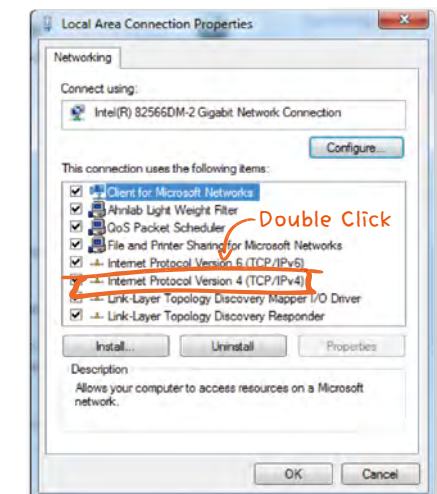 Local Area Connection Properties
Networking
Connect using:
Intel(R) 82566DM-2 Gigabit Network Connection
Configure...
This connection uses the following items:
Client for Microsoft Networks
Ahnlab Light Weight Filter
QoS Packet Scheduler
Double Click
File and Printer Sharing for Microsoft Networks
Internet Protocol Version 6 (TCP/IPv6)
Internet Protocol Version 4 (TCP/IPv4)
Link-Layer Topology Discovery Mapper I/O Driver
Link-Layer Topology Discovery Responder
Install... Uninstall Properties
Description
Allows your computer to access resources on a Microsoft
network.
OK Cancel